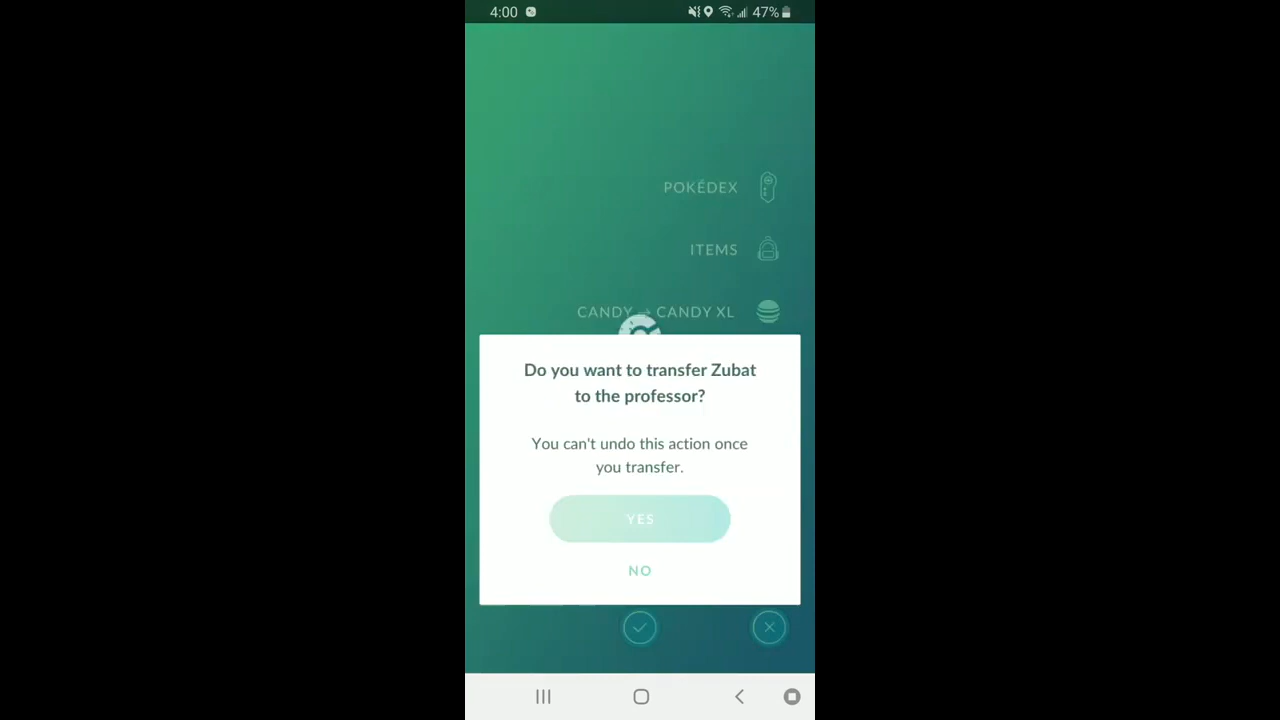 4:00
47%
POKÉDEX
ITEMS
CANDY → CANDY XL
Do you want to transfer Zubat
to the professor?
You can't undo this action once
you transfer.
YES
NO